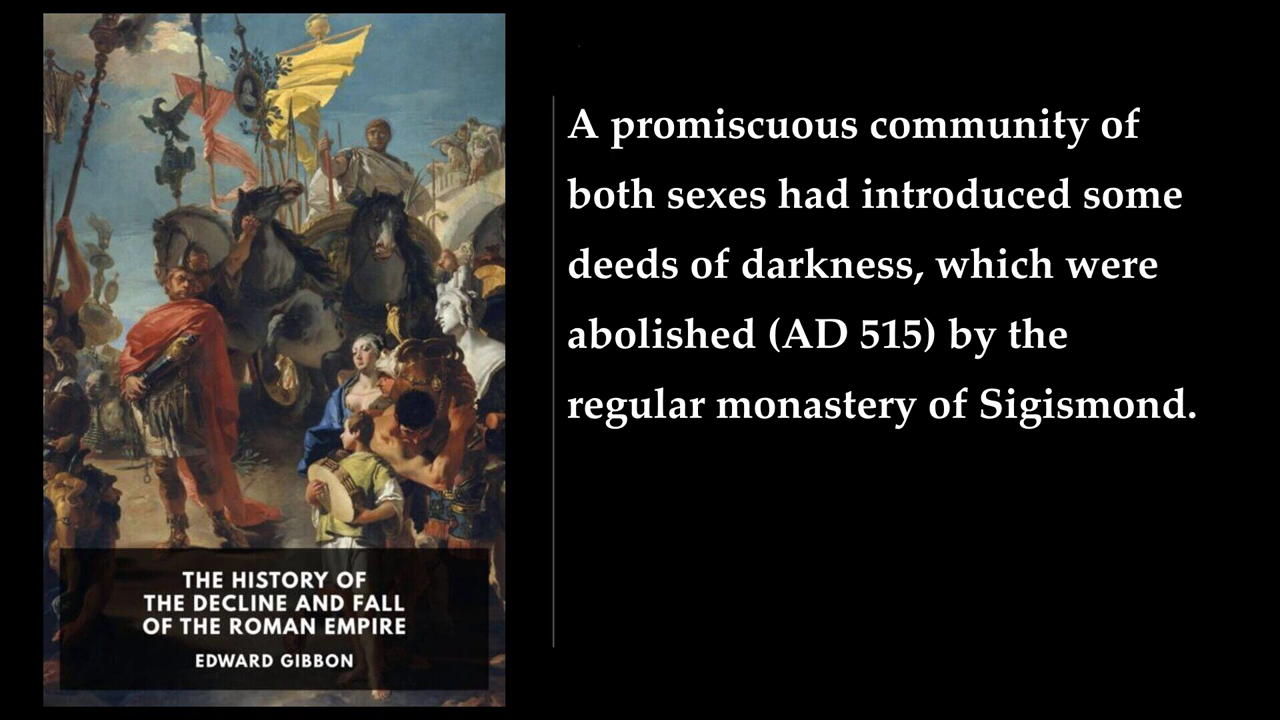 A promiscuous community of
both sexes had introduced some
deeds of darkness, which were
abolished (AD 515) by the
regular monastery of Sigismond.
THE HISTORY OF
THE DECLINE AND FALL
OF THE ROMAN EMPIRE
EDWARD GIBBON